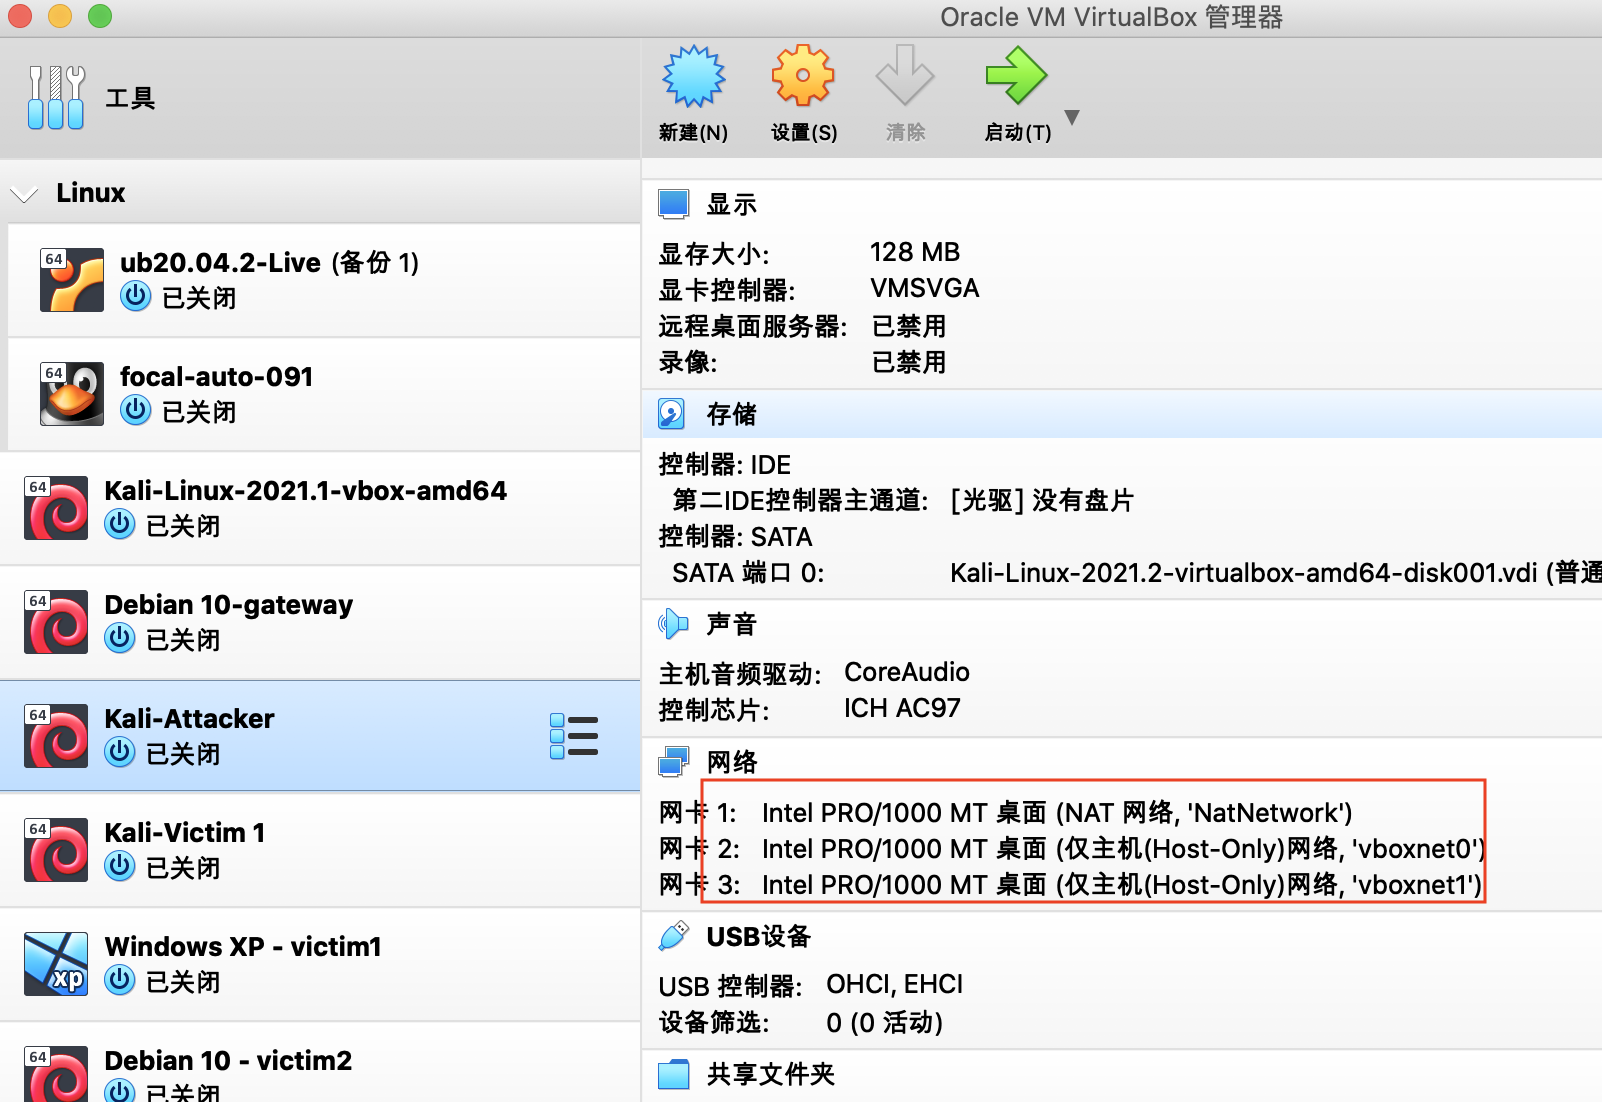 Oracle VM VirtualBox 管理器
工具
新建(N)
设置(S)
清除
启动(T)
Linux
64
ub20.04.2-Live (备份 1)
已关闭
64
focal-auto-091
已关闭
64
Kali-Linux-2021.1-vbox-amd64
已关闭
64
Debian 10-gateway
已关闭
64
Kali-Attacker
已关闭
64
Kali-Victim 1
已关闭
xp
Windows XP - victim1
已关闭
64
Debian 10 - victim2
已关闭
显示
显存大小: 128 MB
显卡控制器: VMSVGA
远程桌面服务器: 已禁用
录像: 已禁用
存储
控制器: IDE
第二IDE控制器主通道: [光驱] 没有盘片
控制器: SATA
SATA 端口 0: Kali-Linux-2021.2-virtualbox-amd64-disk001.vdi (普通
声音
主机音频驱动: CoreAudio
控制芯片: ICH AC97
网络
网卡 1: Intel PRO/1000 MT 桌面 (NAT 网络, 'NatNetwork')
网卡 2: Intel PRO/1000 MT 桌面 (仅主机(Host-Only)网络, 'vboxnet0')
网卡 3: Intel PRO/1000 MT 桌面 (仅主机(Host-Only)网络, 'vboxnet1')
USB设备
USB 控制器: OHCI, EHCI
设备筛选: 0 (0 活动)
共享文件夹